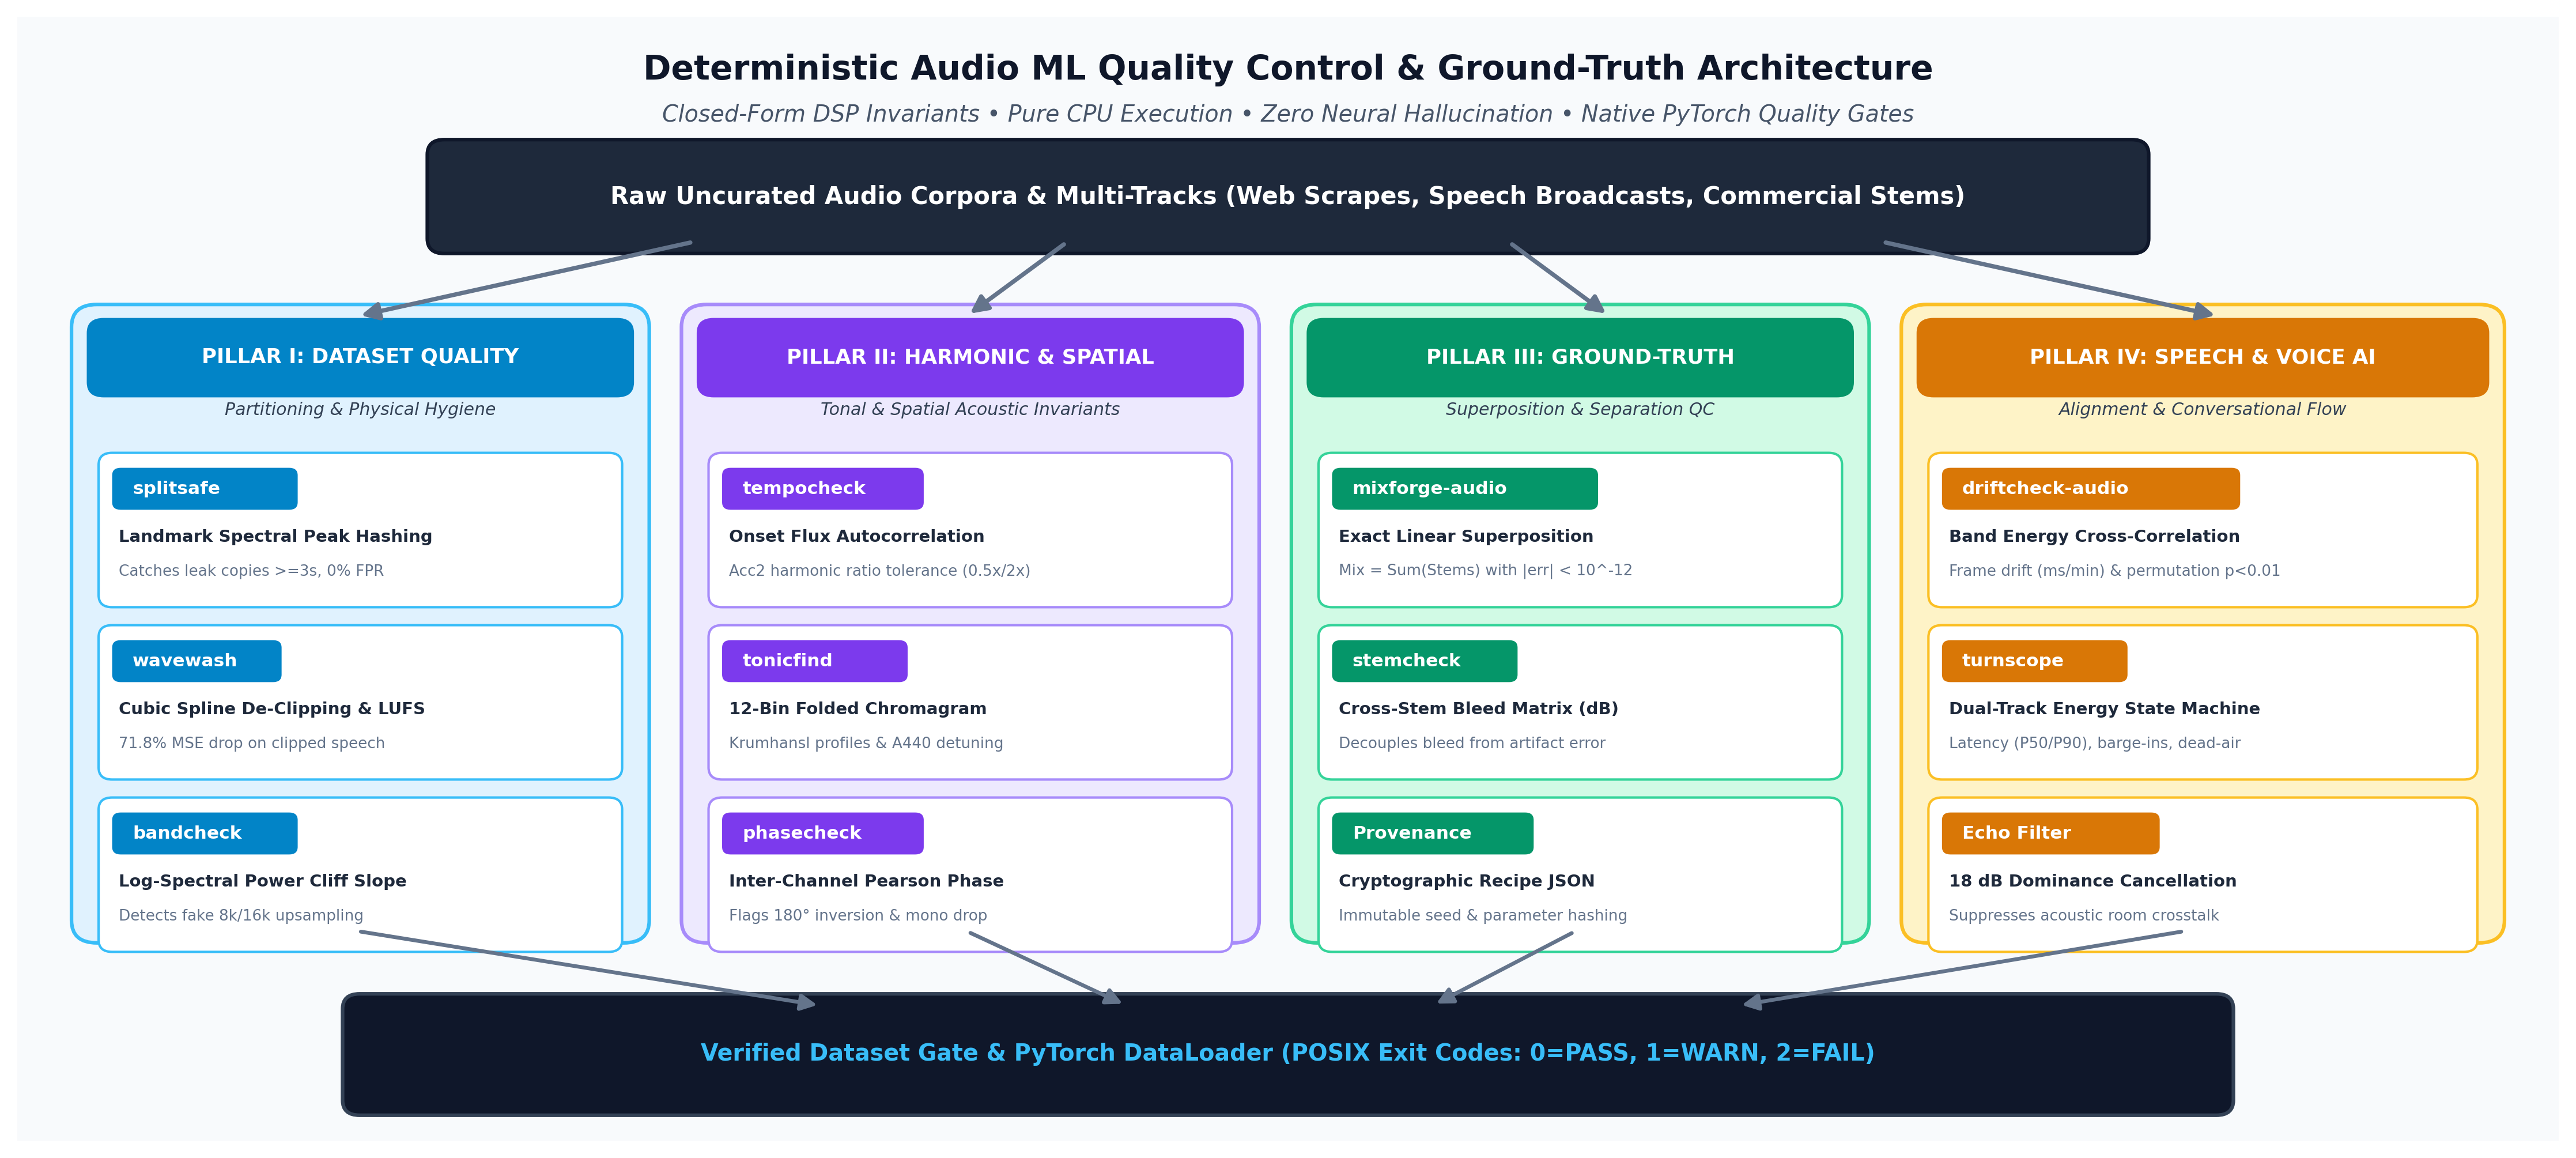 Deterministic Audio ML Quality Control & Ground-Truth Architecture
Closed-Form DSP Invariants • Pure CPU Execution • Zero Neural Hallucination • Native PyTorch Quality Gates
Raw Uncurated Audio Corpora & Multi-Tracks (Web Scrapes, Speech Broadcasts, Commercial Stems)
PILLAR I: DATASET QUALITY
Partitioning & Physical Hygiene
splitsafe
Landmark Spectral Peak Hashing
Catches leak copies >=3s, 0% FPR
wavewash
Cubic Spline De-Clipping & LUFS
71.8% MSE drop on clipped speech
bandcheck
Log-Spectral Power Cliff Slope
Detects fake 8k/16k upsampling
PILLAR II: HARMONIC & SPATIAL
Tonal & Spatial Acoustic Invariants
tempocheck
Onset Flux Autocorrelation
Acc2 harmonic ratio tolerance (0.5x/2x)
tonicfind
12-Bin Folded Chromagram
Krumhansl profiles & A440 detuning
phasecheck
Inter-Channel Pearson Phase
Flags 180° inversion & mono drop
PILLAR III: GROUND-TRUTH
Superposition & Separation QC
mixforge-audio
Exact Linear Superposition
Mix = Sum(Stems) with |err| < 10^-12
stemcheck
Cross-Stem Bleed Matrix (dB)
Decouples bleed from artifact error
Provenance
Cryptographic Recipe JSON
Immutable seed & parameter hashing
PILLAR IV: SPEECH & VOICE AI
Alignment & Conversational Flow
driftcheck-audio
Band Energy Cross-Correlation
Frame drift (ms/min) & permutation p<0.01
turnscope
Dual-Track Energy State Machine
Latency (P50/P90), barge-ins, dead-air
Echo Filter
18 dB Dominance Cancellation
Suppresses acoustic room crosstalk
Verified Dataset Gate & PyTorch DataLoader (POSIX Exit Codes: 0=PASS, 1=WARN, 2=FAIL)